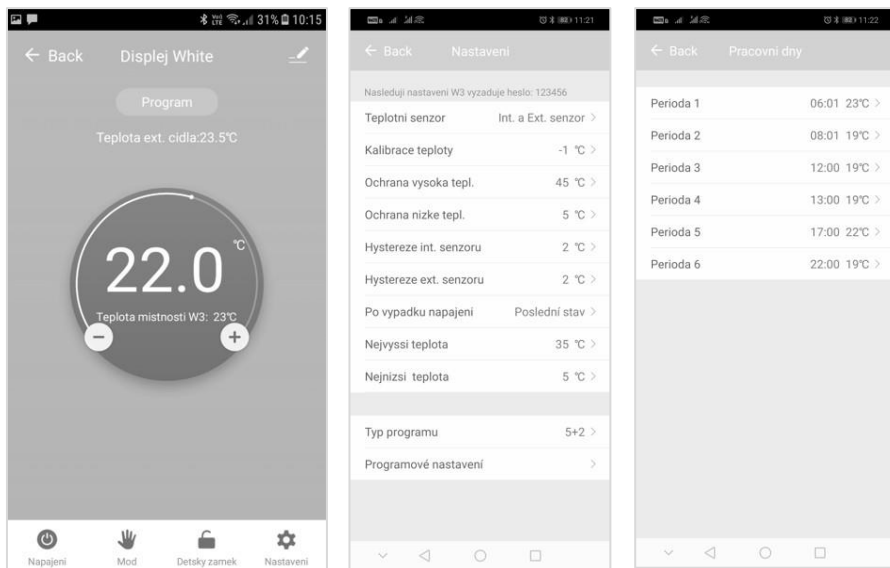 31% 10:15
← Back Displej White
Program
Teplota ext. cidla:23.5℃
22.0 ℃
Teplota mistnosti W3: 23℃
− +
Napajeni Mod Detsky zamek Nastaveni
11:21
← Back Nastaveni
Nasleduji nastaveni W3 vyzaduje heslo: 123456
Teplotni senzor Int. a Ext. senzor >
Kalibrace teploty -1 ℃ >
Ochrana vysoka tepl. 45 ℃ >
Ochrana nizke tepl. 5 ℃ >
Hystereze int. senzoru 2 ℃ >
Hystereze ext. senzoru 2 ℃ >
Po vypadku napajeni Poslední stav >
Nejvyssi teplota 35 ℃ >
Nejnizsi teplota 5 ℃ >
Typ programu 5+2 >
Programové nastavení >
11:22
← Back Pracovni dny
Perioda 1 06:01 23℃ >
Perioda 2 08:01 19℃ >
Perioda 3 12:00 19℃ >
Perioda 4 13:00 19℃ >
Perioda 5 17:00 22℃ >
Perioda 6 22:00 19℃ >